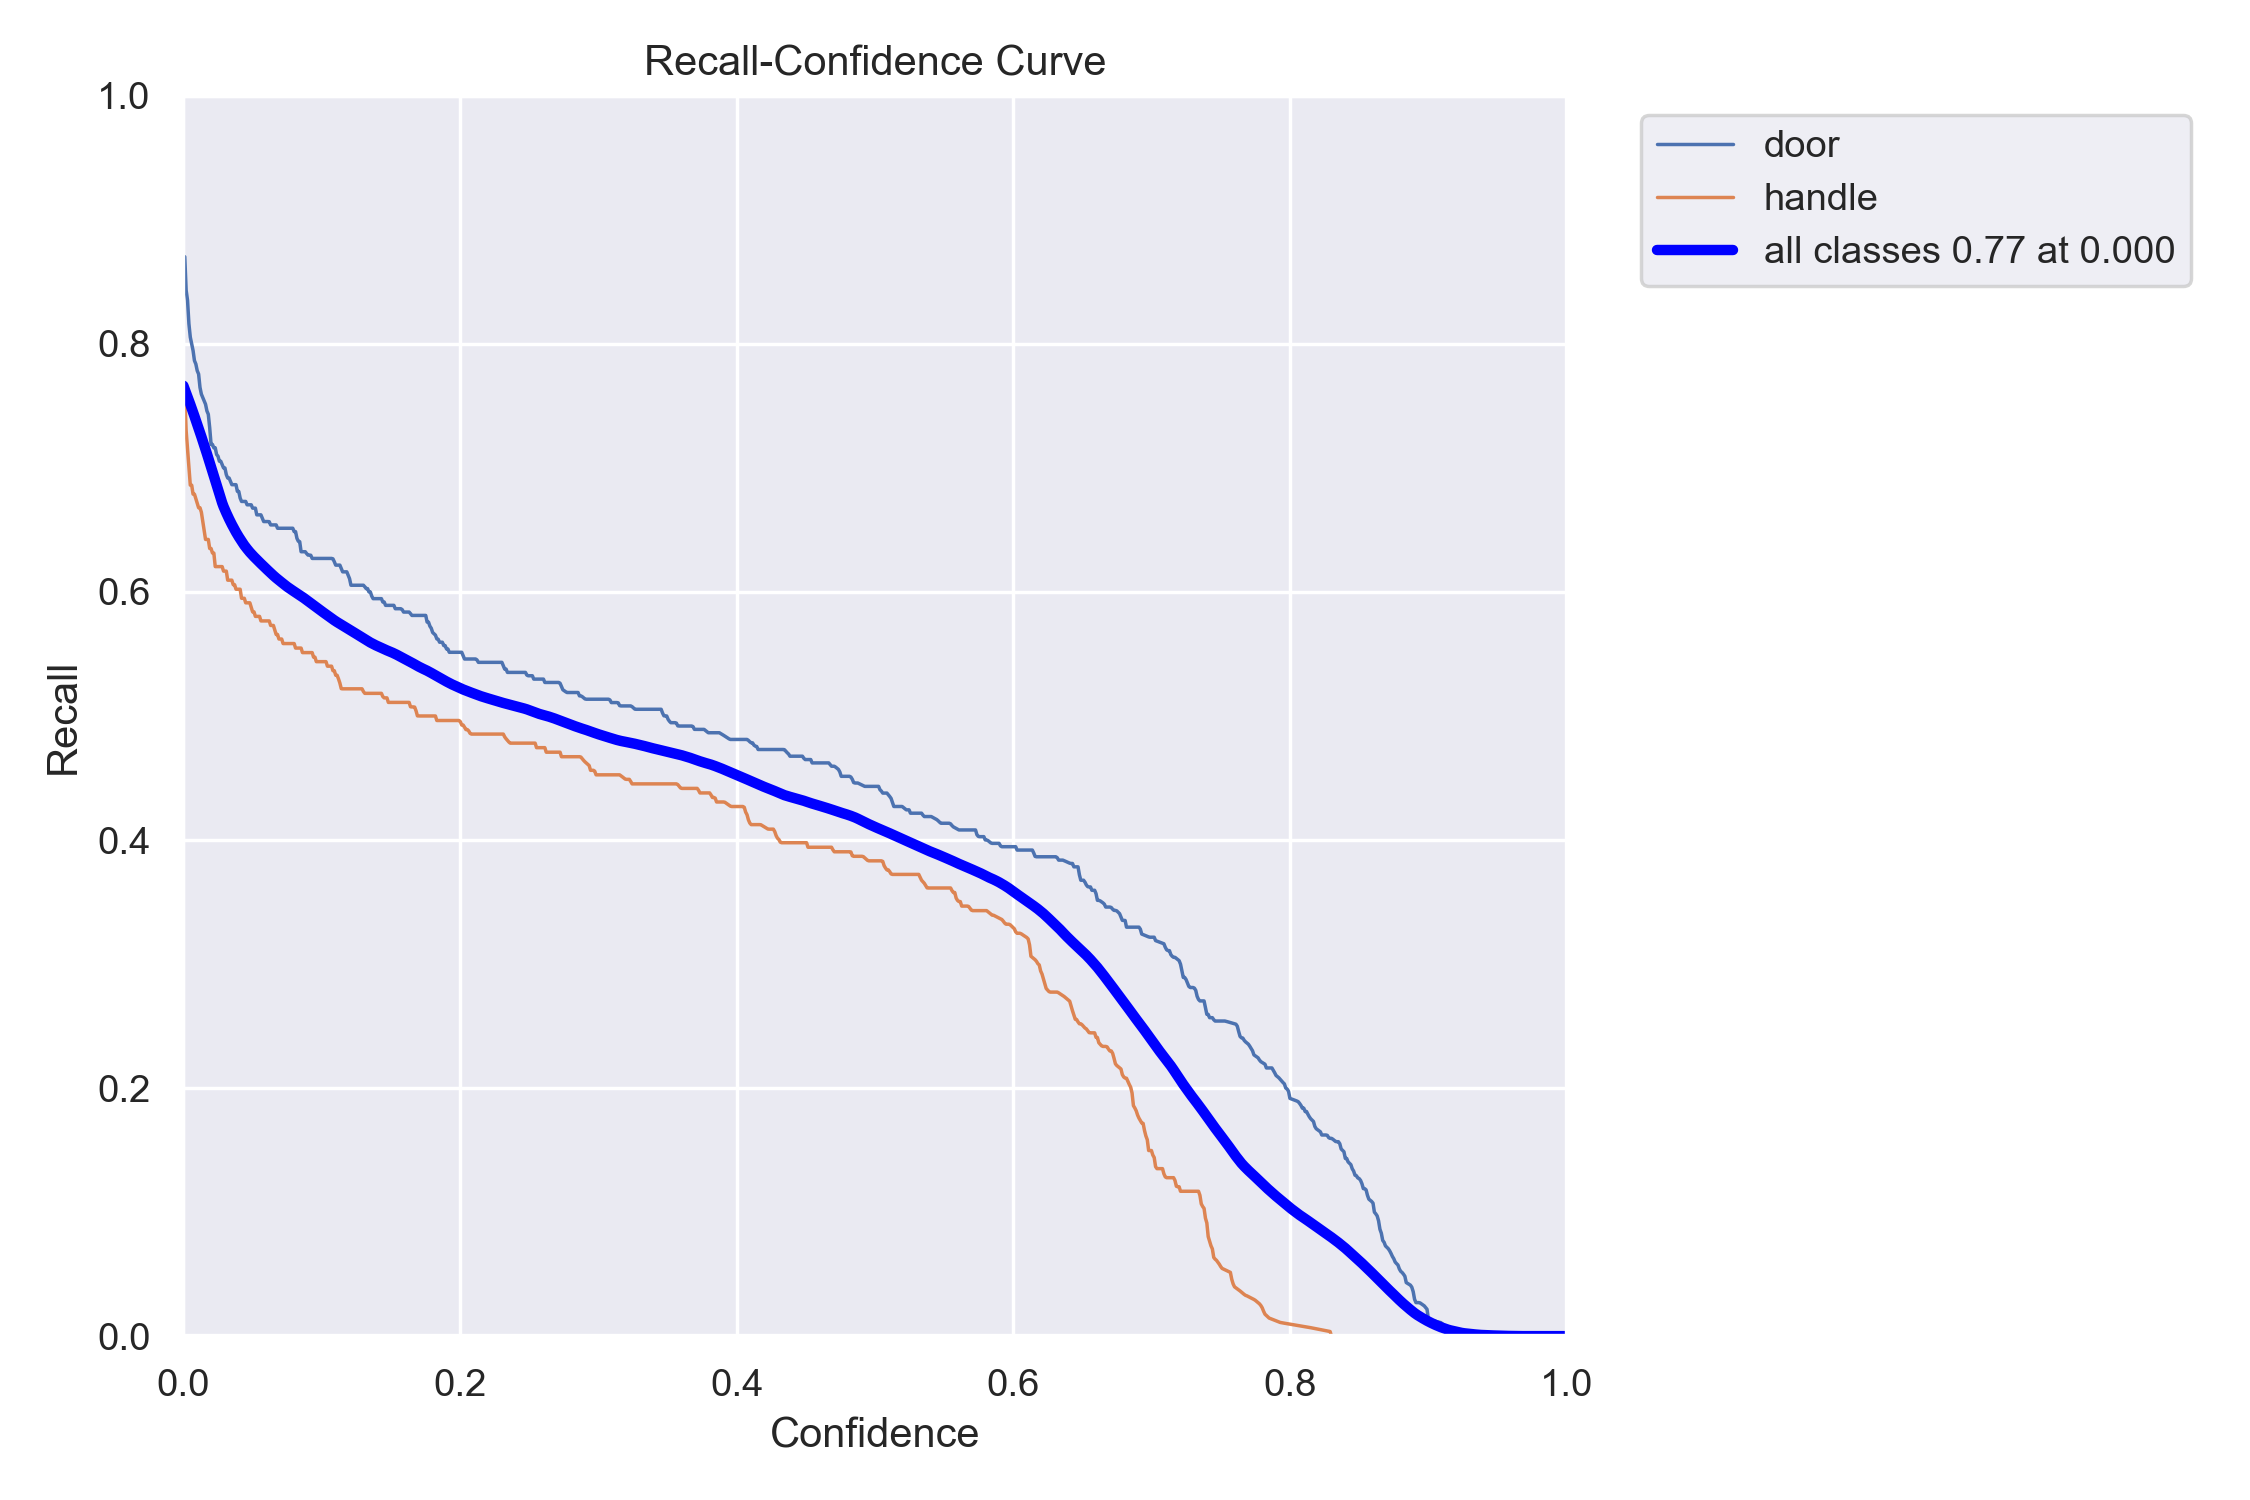 Recall-Confidence Curve
1.0
0.8
0.6
0.4
0.2
0.0
Recall
0.0 0.2 0.4 0.6 0.8 1.0
Confidence
door
handle
all classes 0.77 at 0.000